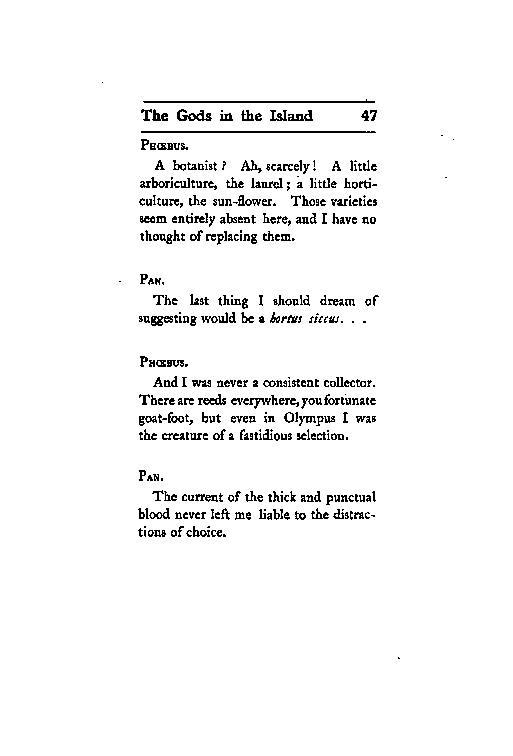 The Gods in the Island 47
Phœbus.
A botanist? Ah, scarcely! A little
arboriculture, the laurel; a little horti-
culture, the sun-flower. Those varieties
seem entirely absent here, and I have no
thought of replacing them.
Pan.
The last thing I should dream of
suggesting would be a hortus siccus. . .
Phœbus.
And I was never a consistent collector.
There are reeds everywhere, you fortunate
goat-foot, but even in Olympus I was
the creature of a fastidious selection.
Pan.
The current of the thick and punctual
blood never left me liable to the distrac-
tions of choice.